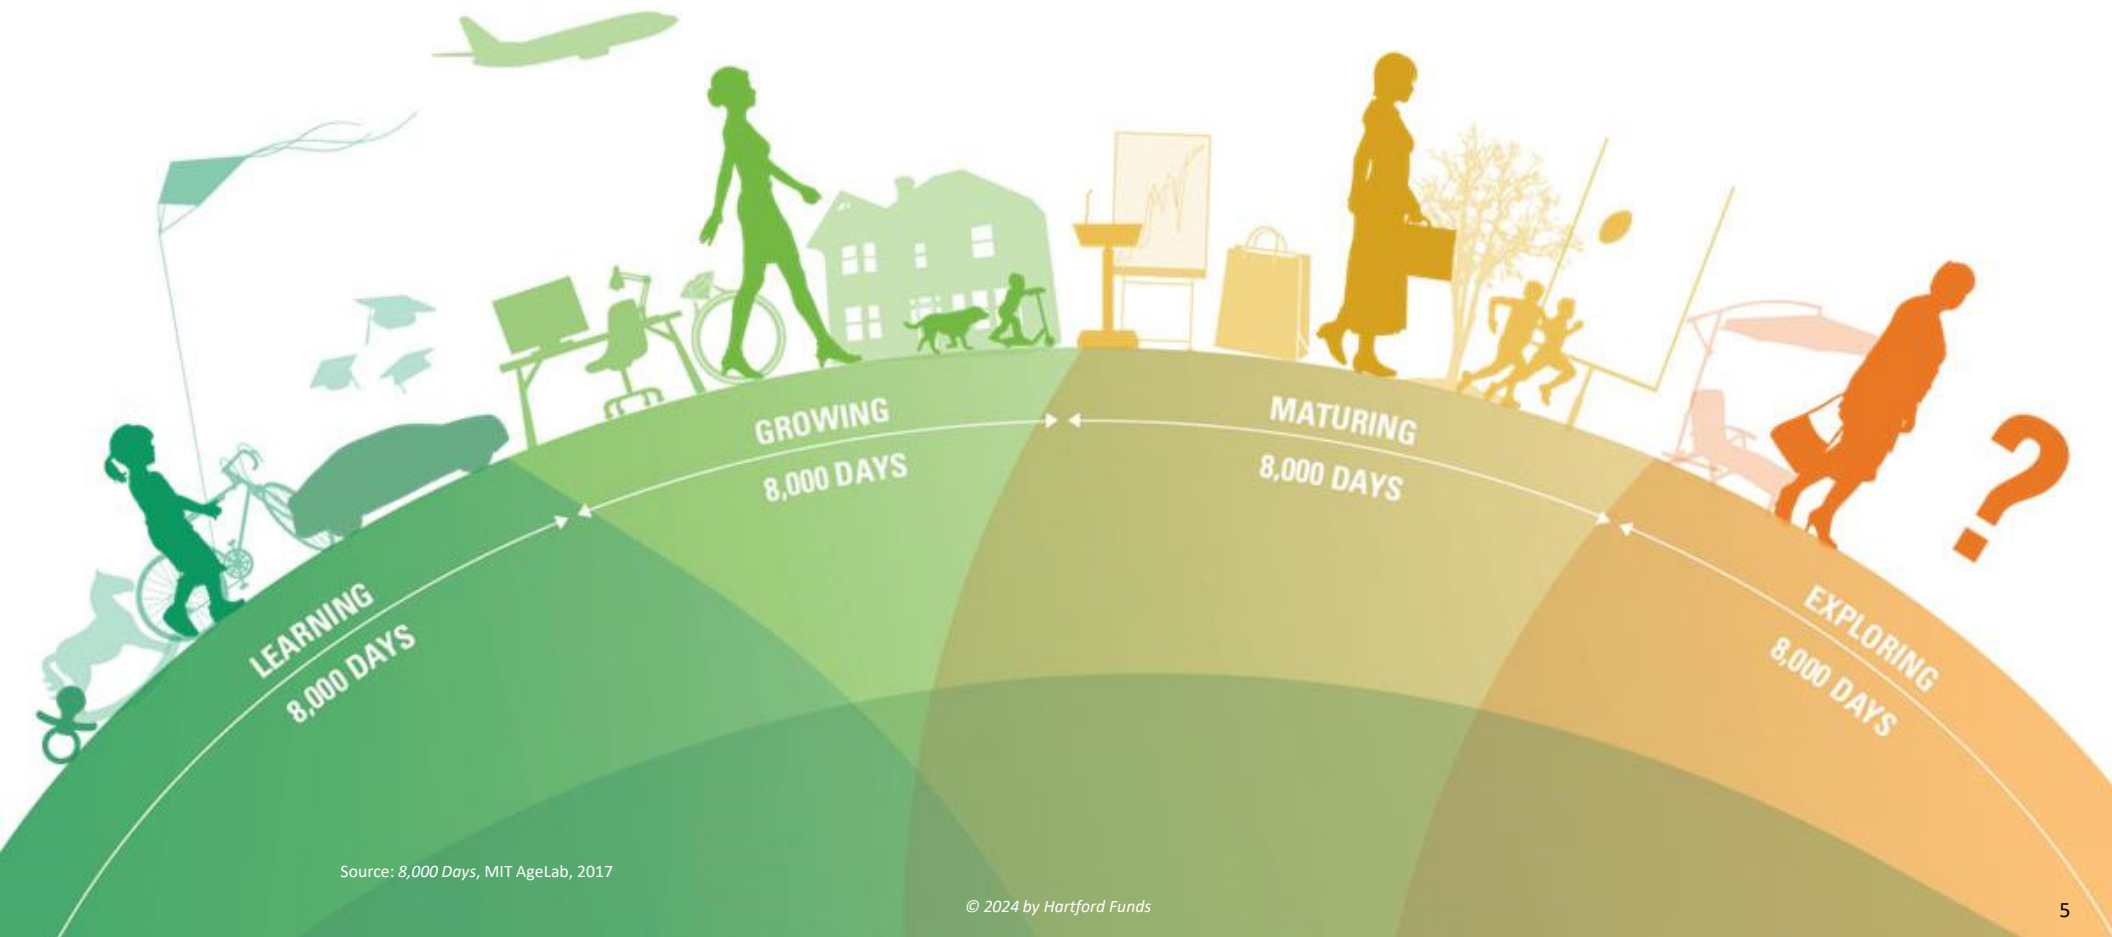 LEARNING
8,000 DAYS
GROWING
8,000 DAYS
MATURING
8,000 DAYS
EXPLORING
8,000 DAYS
?
Source: 8,000 Days, MIT AgeLab, 2017
© 2024 by Hartford Funds
5